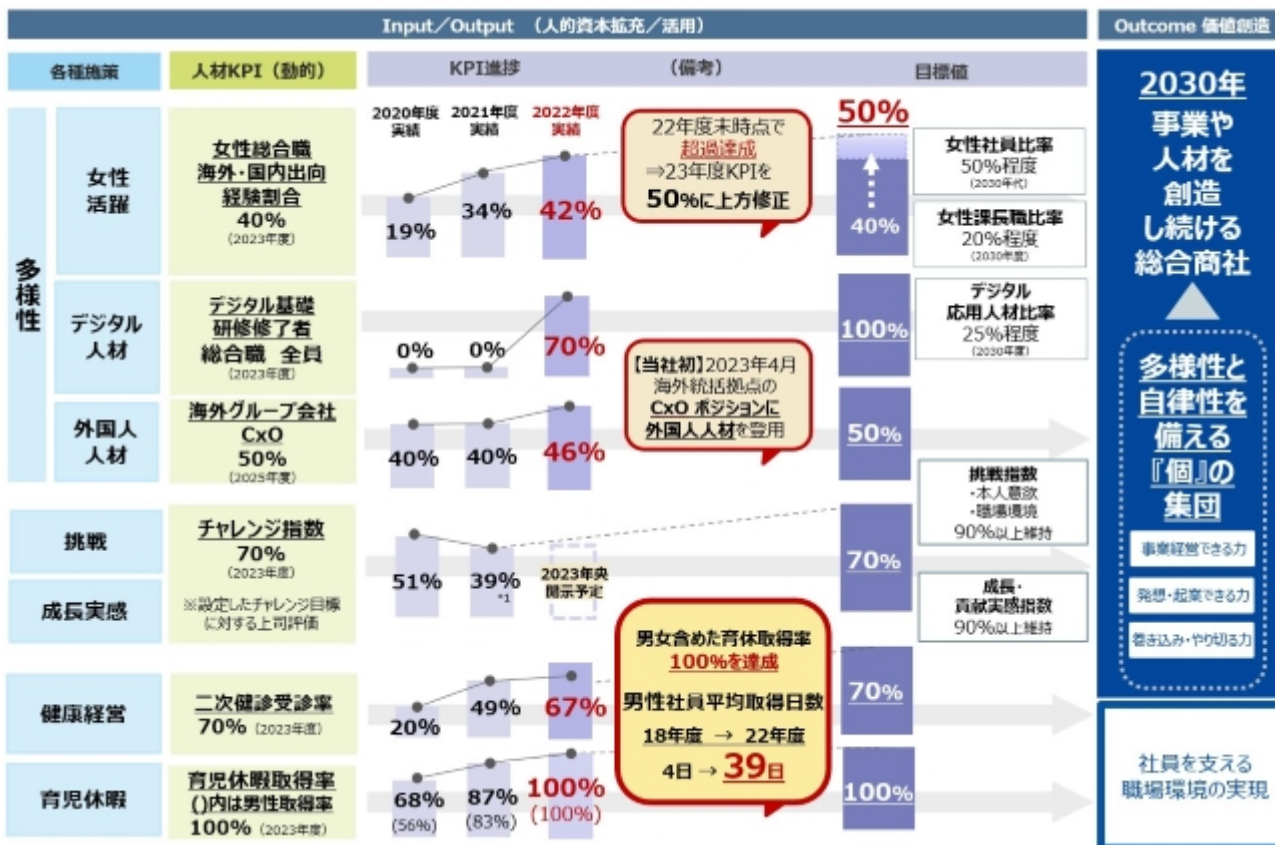 Input／Output （人的資本拡充／活用）
Outcome 価値創造
各種施策
人材KPI（動的）
KPI進捗
（備考）
目標値
2020年度
実績
2021年度
実績
2022年度
実績
多様性
女性
活躍
女性総合職
海外・国内出向
経験割合
40%
(2023年度)
19%
34%
42%
22年度末時点で
超過達成
⇒23年度KPIを
50%に上方修正
50%
40%
女性社員比率
50%程度
(2030年代)
女性課長職比率
20%程度
(2030年度)
デジタル
人材
デジタル基礎
研修修了者
総合職 全員
(2023年度)
0%
0%
70%
100%
デジタル
応用人材比率
25%程度
(2030年度)
外国人
人材
海外グループ会社
CxO
50%
(2025年度)
40%
40%
46%
【当社初】2023年4月
海外統括拠点の
CxO ポジションに
外国人人材を登用
50%
挑戦
成長実感
チャレンジ指数
70%
(2023年度)
※設定したチャレンジ目標
に対する上司評価
51%
39%
*1
2023年央
開示予定
70%
挑戦指数
・本人意欲
・職場環境
90%以上維持
成長・
貢献実感指数
90%以上維持
健康経営
二次健診受診率
70% (2023年度)
20%
49%
67%
男女含めた育休取得率
100%を達成
男性社員平均取得日数
18年度 → 22年度
4日 → 39日
70%
育児休暇
育児休暇取得率
()内は男性取得率
100% (2023年度)
68%
(56%)
87%
(83%)
100%
(100%)
100%
2030年
事業や
人材を
創造
し続ける
総合商社
多様性と
自律性を
備える
『個』の
集団
事業経営できる力
発想・起業できる力
巻き込み・やり切る力
社員を支える
職場環境の実現